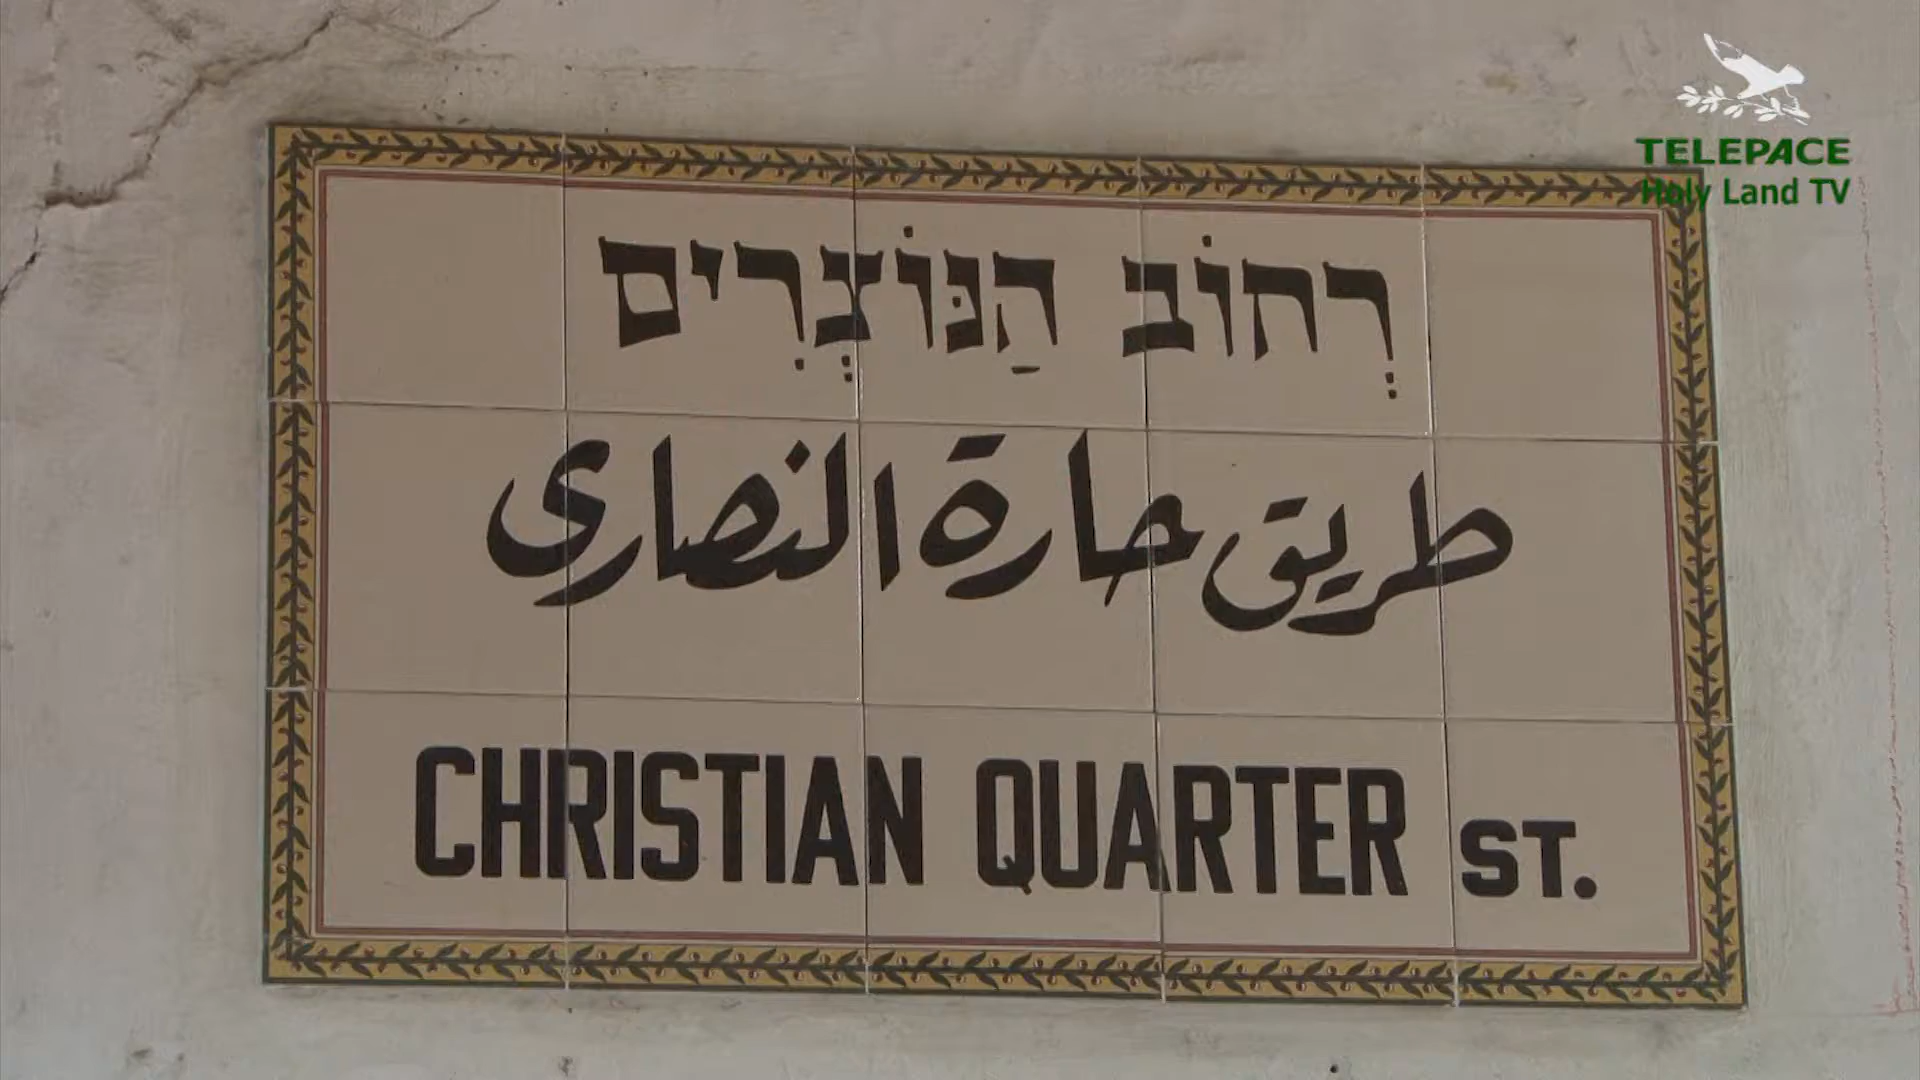 TELEPACE
Holy Land TV
רְחוֹב הַנּוֹצְרִים
طريق حارة النصارى
CHRISTIAN QUARTER ST.